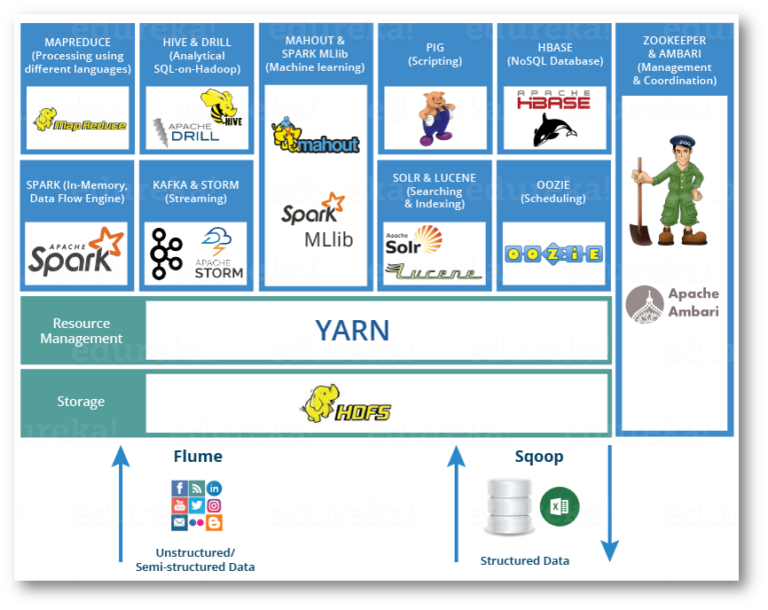 MAPREDUCE
(Processing using
different languages)
Map Reduce
HIVE & DRILL
(Analytical
SQL-on-Hadoop)
HIVE
APACHE
DRILL
MAHOUT &
SPARK MLlib
(Machine learning)
mahout
Spark
MLlib
PIG
(Scripting)
HBASE
(NoSQL Database)
APACHE
HBASE
ZOOKEEPER
& AMBARI
(Management
& Coordination)
ZOO
Apache
Ambari
SPARK (In-Memory,
Data Flow Engine)
APACHE
Spark
KAFKA & STORM
(Streaming)
APACHE
STORM
SOLR & LUCENE
(Searching
& Indexing)
Apache
Solr
Lucene
OOZIE
(Scheduling)
OOZIE
Resource
Management
YARN
Storage
HDFS
Flume
Unstructured/
Semi-structured Data
Sqoop
Structured Data
edureka!